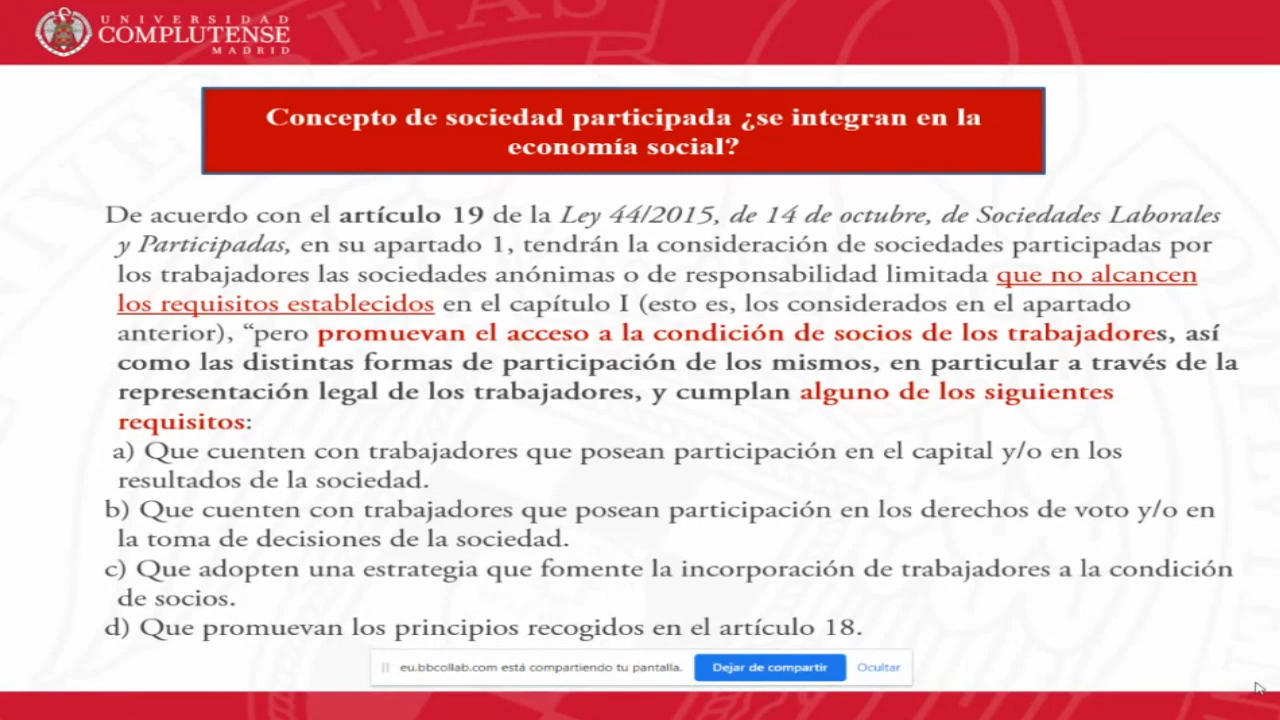 UNIVERSIDAD
COMPLUTENSE
MADRID
Concepto de sociedad participada ¿se integran en la
economía social?
De acuerdo con el artículo 19 de la Ley 44/2015, de 14 de octubre, de Sociedades Laborales
y Participadas, en su apartado 1, tendrán la consideración de sociedades participadas por
los trabajadores las sociedades anónimas o de responsabilidad limitada que no alcancen
los requisitos establecidos en el capítulo I (esto es, los considerados en el apartado
anterior), “pero promuevan el acceso a la condición de socios de los trabajadores, así
como las distintas formas de participación de los mismos, en particular a través de la
representación legal de los trabajadores, y cumplan alguno de los siguientes
requisitos:
a) Que cuenten con trabajadores que posean participación en el capital y/o en los
resultados de la sociedad.
b) Que cuenten con trabajadores que posean participación en los derechos de voto y/o en
la toma de decisiones de la sociedad.
c) Que adopten una estrategia que fomente la incorporación de trabajadores a la condición
de socios.
d) Que promuevan los principios recogidos en el artículo 18.
eu.bbcollab.com está compartiendo tu pantalla. Dejar de compartir Ocultar